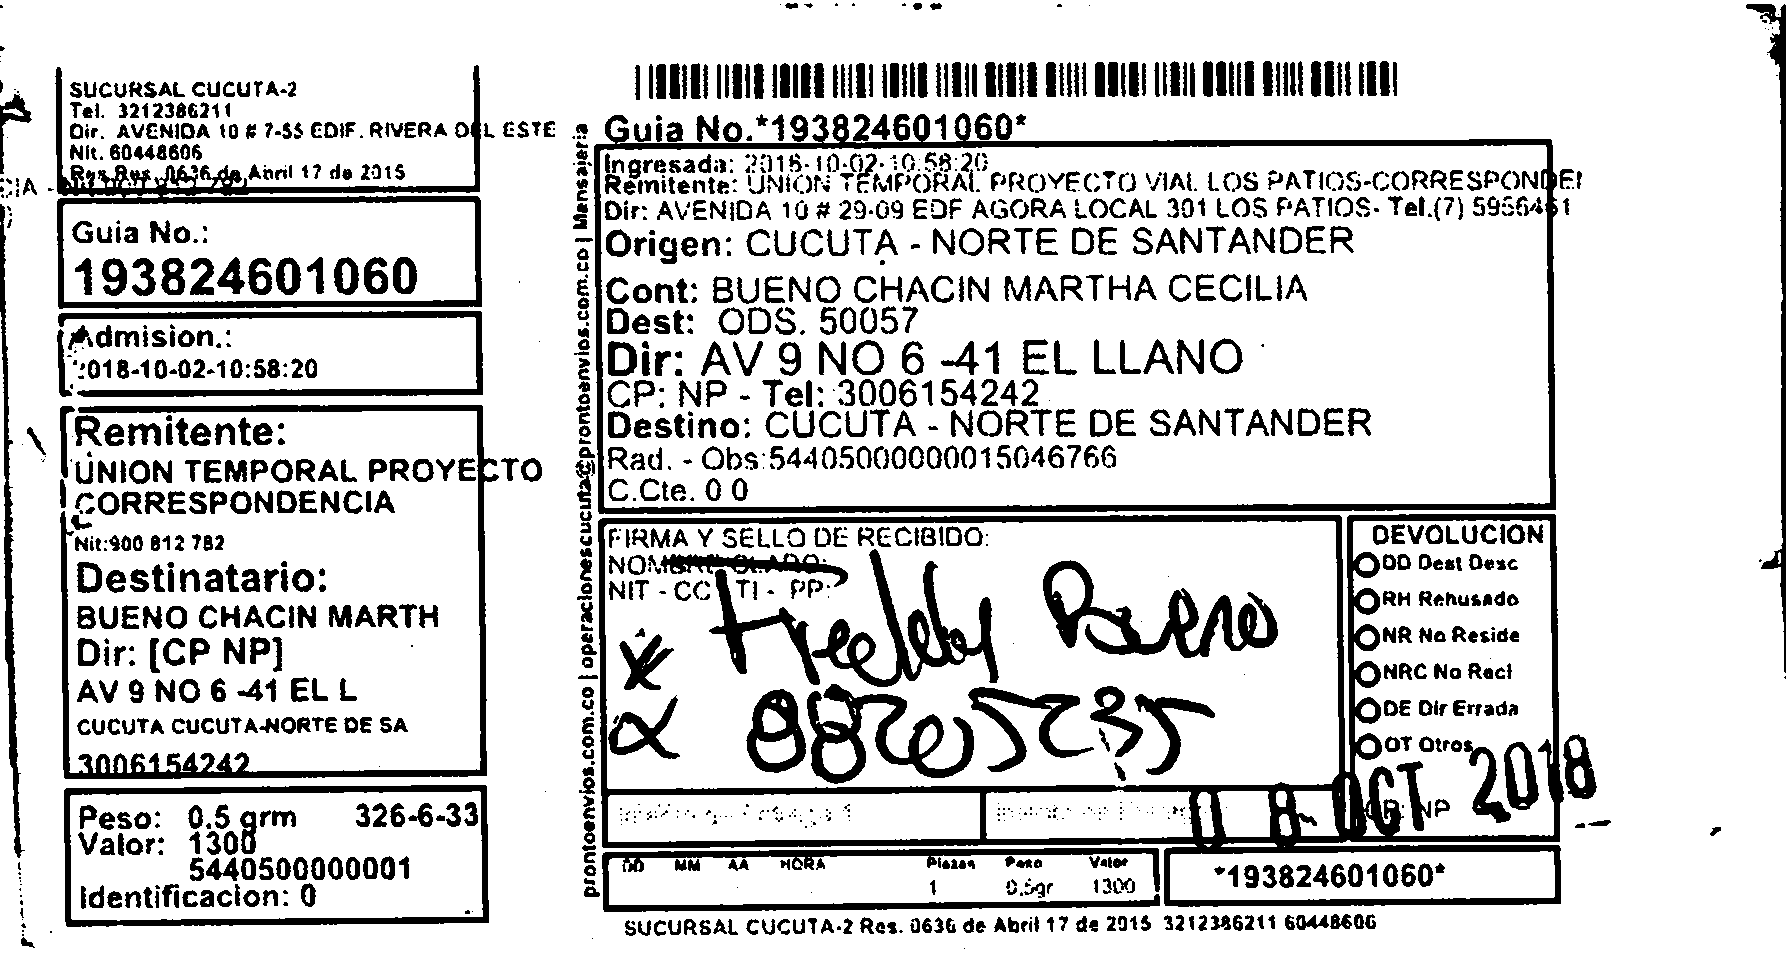 SUCURSAL CUCUTA-2
Tel. 3212386211
Dir. AVENIDA 10 # 7-55 EDIF. RIVERA DEL ESTE
Nit. 60448606
Res. 0636 de Abril 17 de 2015
Guia No.:
193824601060
Admision.:
2018-10-02-10:58:20
Remitente:
UNION TEMPORAL PROYECTO
CORRESPONDENCIA
Nit:900 812 782
Destinatario:
BUENO CHACIN MARTH
Dir: [CP NP]
AV 9 NO 6 -41 EL L
CUCUTA CUCUTA-NORTE DE SA
3006154242
Peso: 0.5 grm 326-6-33
Valor: 1300
5440500000001
Identificacion: 0
prontoenvios.com.co | operacionescucuta@prontoenvios.com.co | Mensajeria
Guia No.*193824601060*
Ingresada: 2018-10-02-10:58:20
Remitente: UNION TEMPORAL PROYECTO VIAL LOS PATIOS-CORRESPONDE
Dir: AVENIDA 10 # 29-09 EDF AGORA LOCAL 301 LOS PATIOS- Tel.(7) 5956461
Origen: CUCUTA - NORTE DE SANTANDER
Cont: BUENO CHACIN MARTHA CECILIA
Dest: ODS. 50057
Dir: AV 9 NO 6 -41 EL LLANO
CP: NP - Tel: 3006154242
Destino: CUCUTA - NORTE DE SANTANDER
Rad. - Obs:54405000000015046766
C.Cte. 0 0
FIRMA Y SELLO DE RECIBIDO:
NOMBRE CLARO:
NIT - CC - TI - PP:
Freddy Bueno
88205235
DEVOLUCION
DD Dest Desc
RH Rehusado
NR No Reside
NRC No Recl
DE Dir Errada
OT Otros
08 OCT 2018
NP
DD MM AA HORA Piezas Peso Valor
1 0.5gr 1300
*193824601060*
SUCURSAL CUCUTA-2 Res. 0636 de Abril 17 de 2015 3212386211 60448606